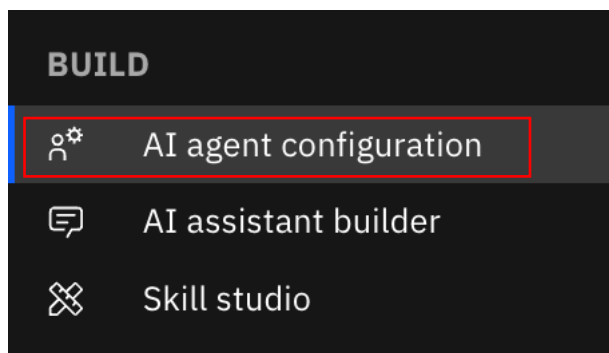 BUILD
AI agent configuration
AI assistant builder
Skill studio